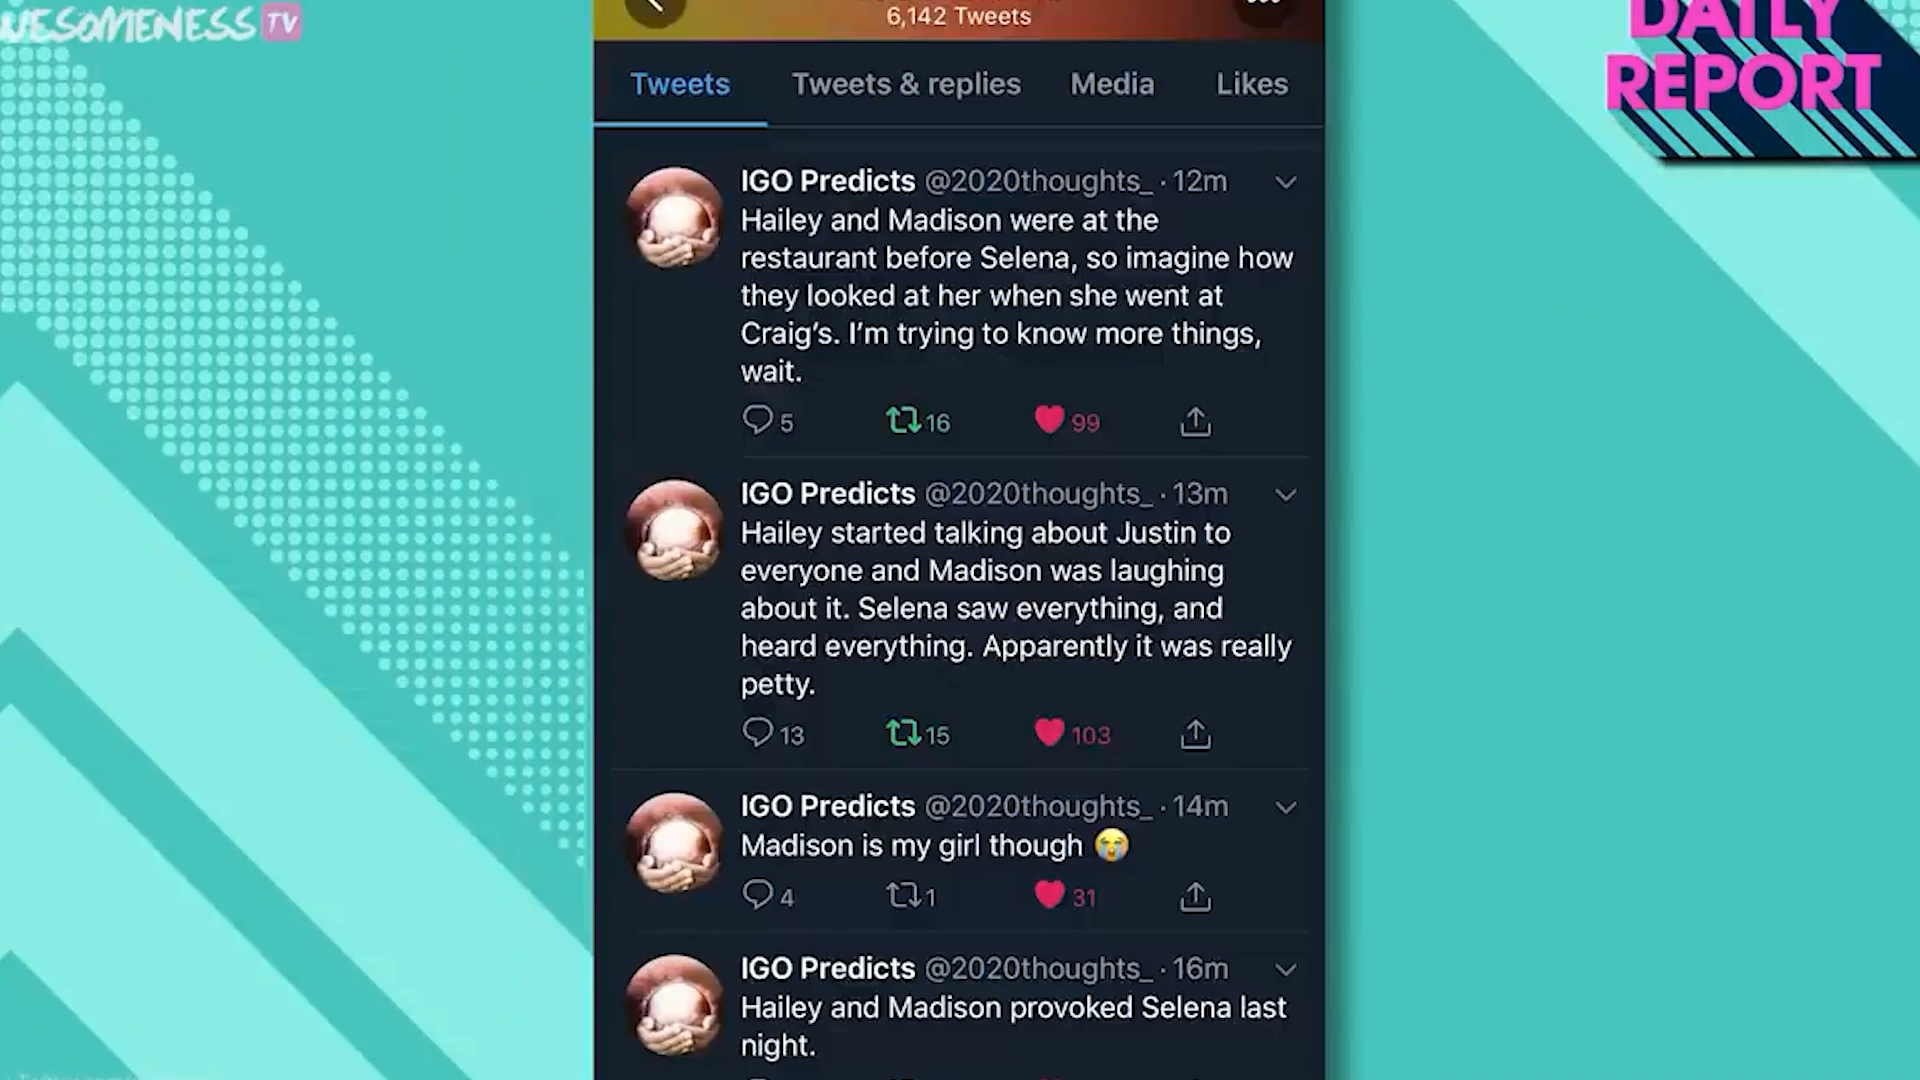 VESOMENESS TV
DAILY
REPORT
6,142 Tweets
Tweets
Tweets & replies
Media
Likes
IGO Predicts @2020thoughts_ · 12m
Hailey and Madison were at the
restaurant before Selena, so imagine how
they looked at her when she went at
Craig’s. I’m trying to know more things,
wait.
5 16 99
IGO Predicts @2020thoughts_ · 13m
Hailey started talking about Justin to
everyone and Madison was laughing
about it. Selena saw everything, and
heard everything. Apparently it was really
petty.
13 15 103
IGO Predicts @2020thoughts_ · 14m
Madison is my girl though 😭
4 1 31
IGO Predicts @2020thoughts_ · 16m
Hailey and Madison provoked Selena last
night.